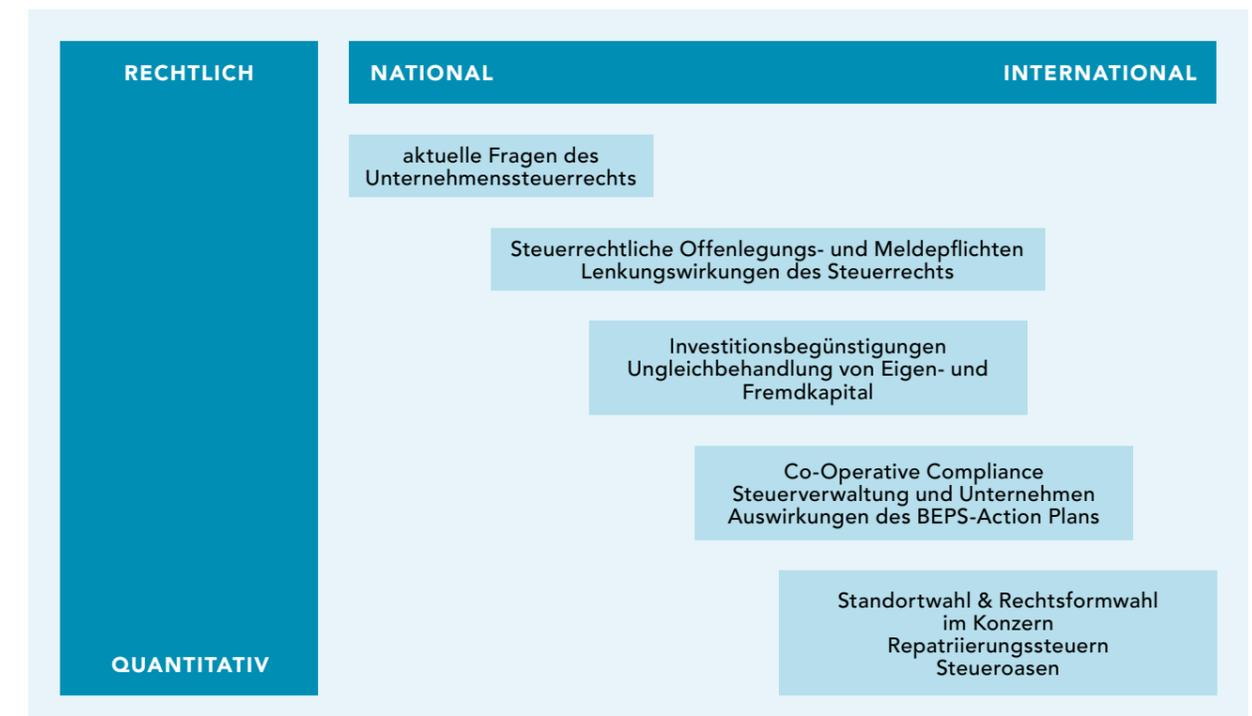 RECHTLICH
NATIONAL
INTERNATIONAL
aktuelle Fragen des
Unternehmenssteuerrechts
Steuerrechtliche Offenlegungs- und Meldepflichten
Lenkungswirkungen des Steuerrechts
Investitionsbegünstigungen
Ungleichbehandlung von Eigen- und
Fremdkapital
Co-Operative Compliance
Steuerverwaltung und Unternehmen
Auswirkungen des BEPS-Action Plans
Standortwahl & Rechtsformwahl
im Konzern
Repatriierungssteuern
Steueroasen
QUANTITATIV